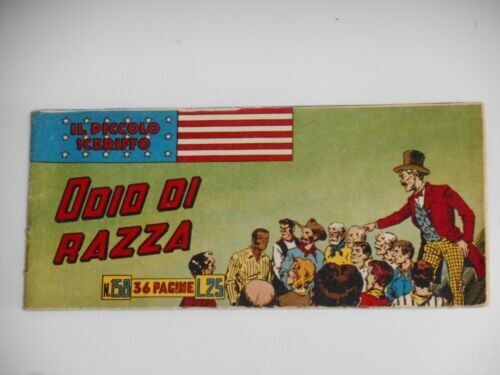 IL PICCOLO
SCERIFFO
ODIO DI
RAZZA
N.158 36 PAGINE L.25